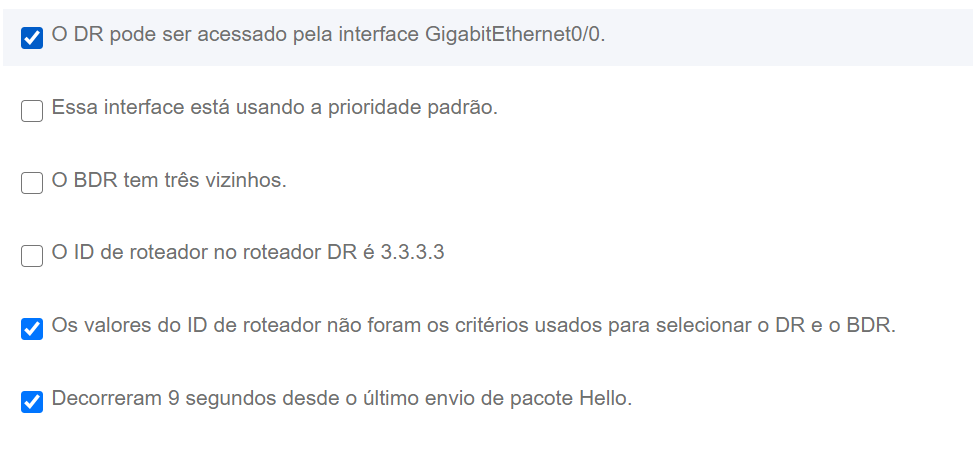 O DR pode ser acessado pela interface GigabitEthernet0/0.
Essa interface está usando a prioridade padrão.
O BDR tem três vizinhos.
O ID de roteador no roteador DR é 3.3.3.3
Os valores do ID de roteador não foram os critérios usados para selecionar o DR e o BDR.
Decorreram 9 segundos desde o último envio de pacote Hello.